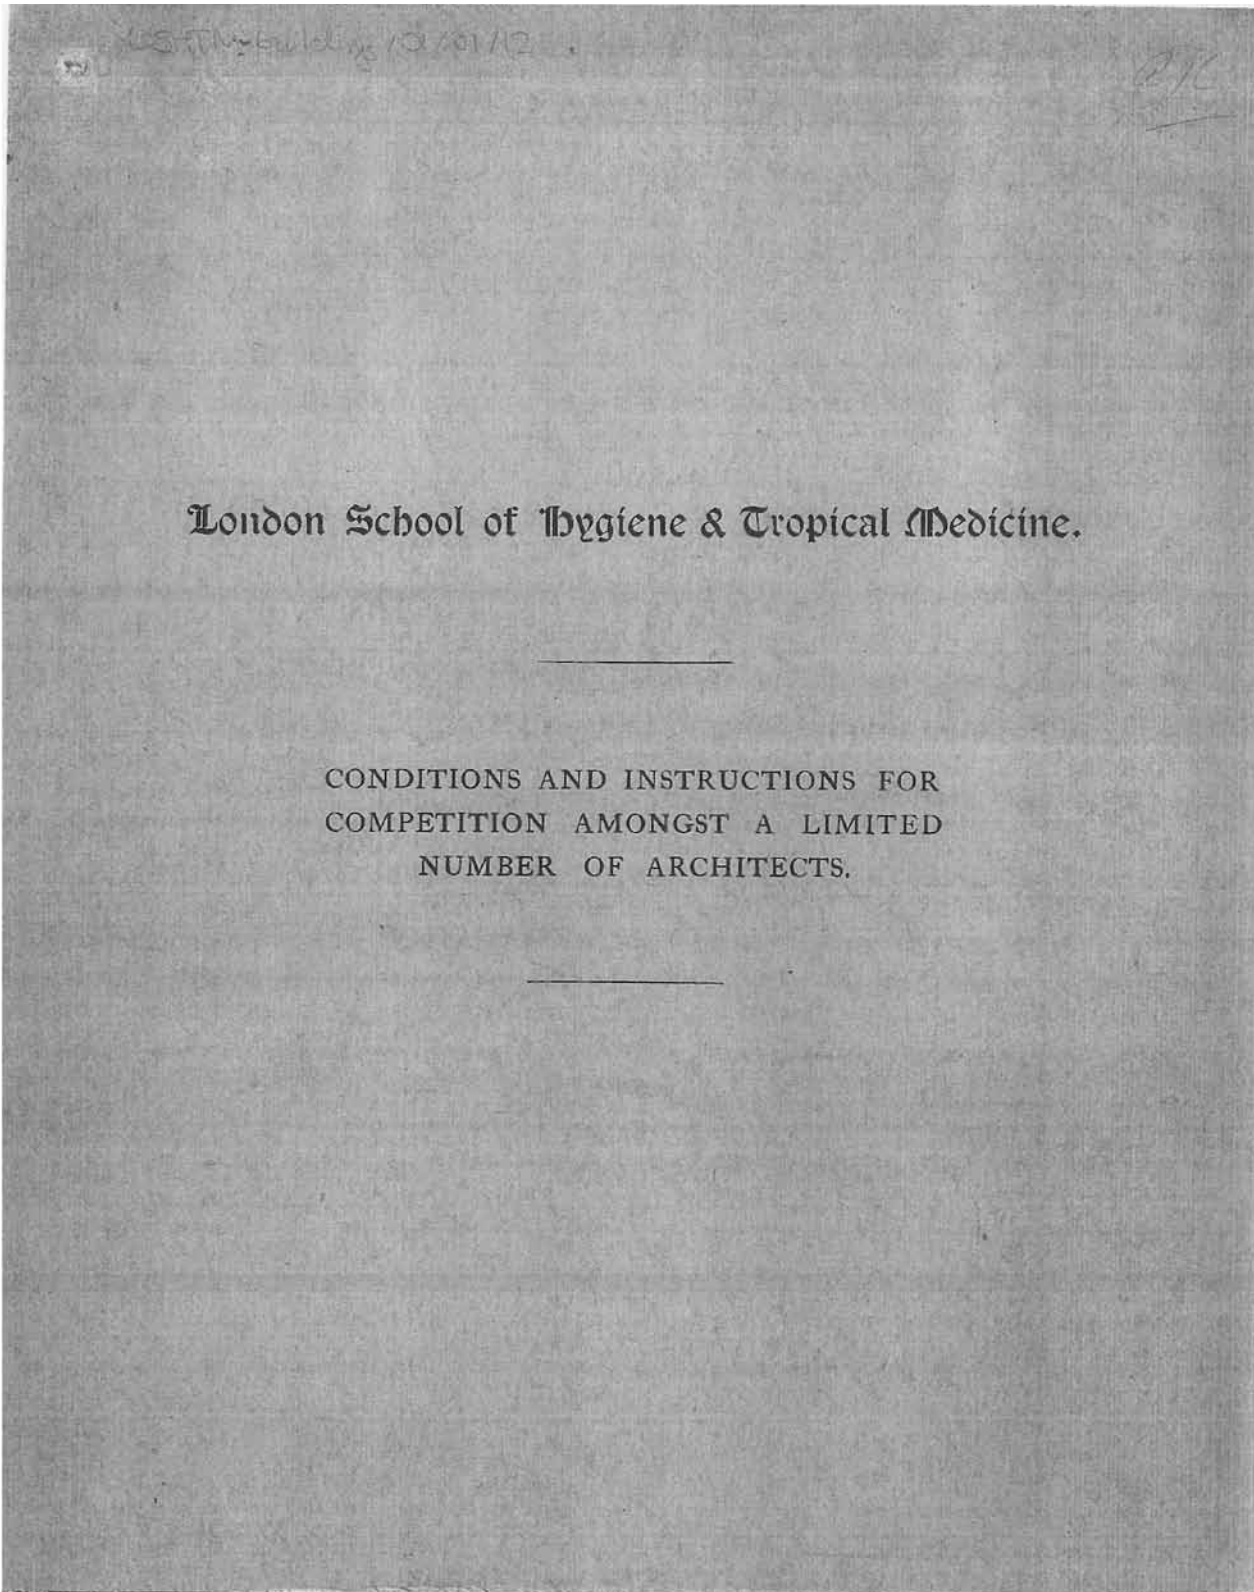 London School of Hygiene & Tropical Medicine.
CONDITIONS AND INSTRUCTIONS FOR
COMPETITION AMONGST A LIMITED
NUMBER OF ARCHITECTS.